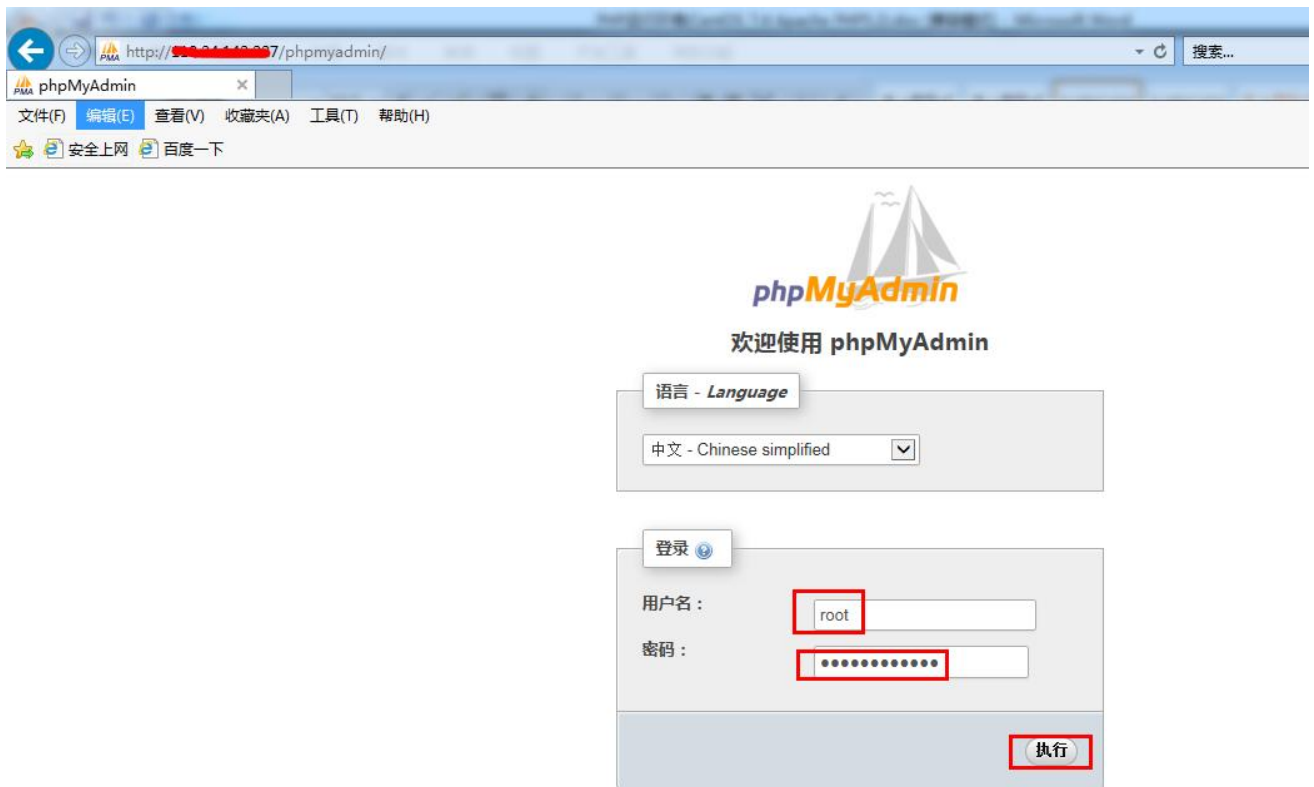 http:// 7/phpmyadmin/
搜索...
phpMyAdmin
文件(F) 编辑(E) 查看(V) 收藏夹(A) 工具(T) 帮助(H)
安全上网 百度一下
phpMyAdmin
欢迎使用 phpMyAdmin
语言 - Language
中文 - Chinese simplified
登录
用户名：
root
密码：
••••••••••••
执行